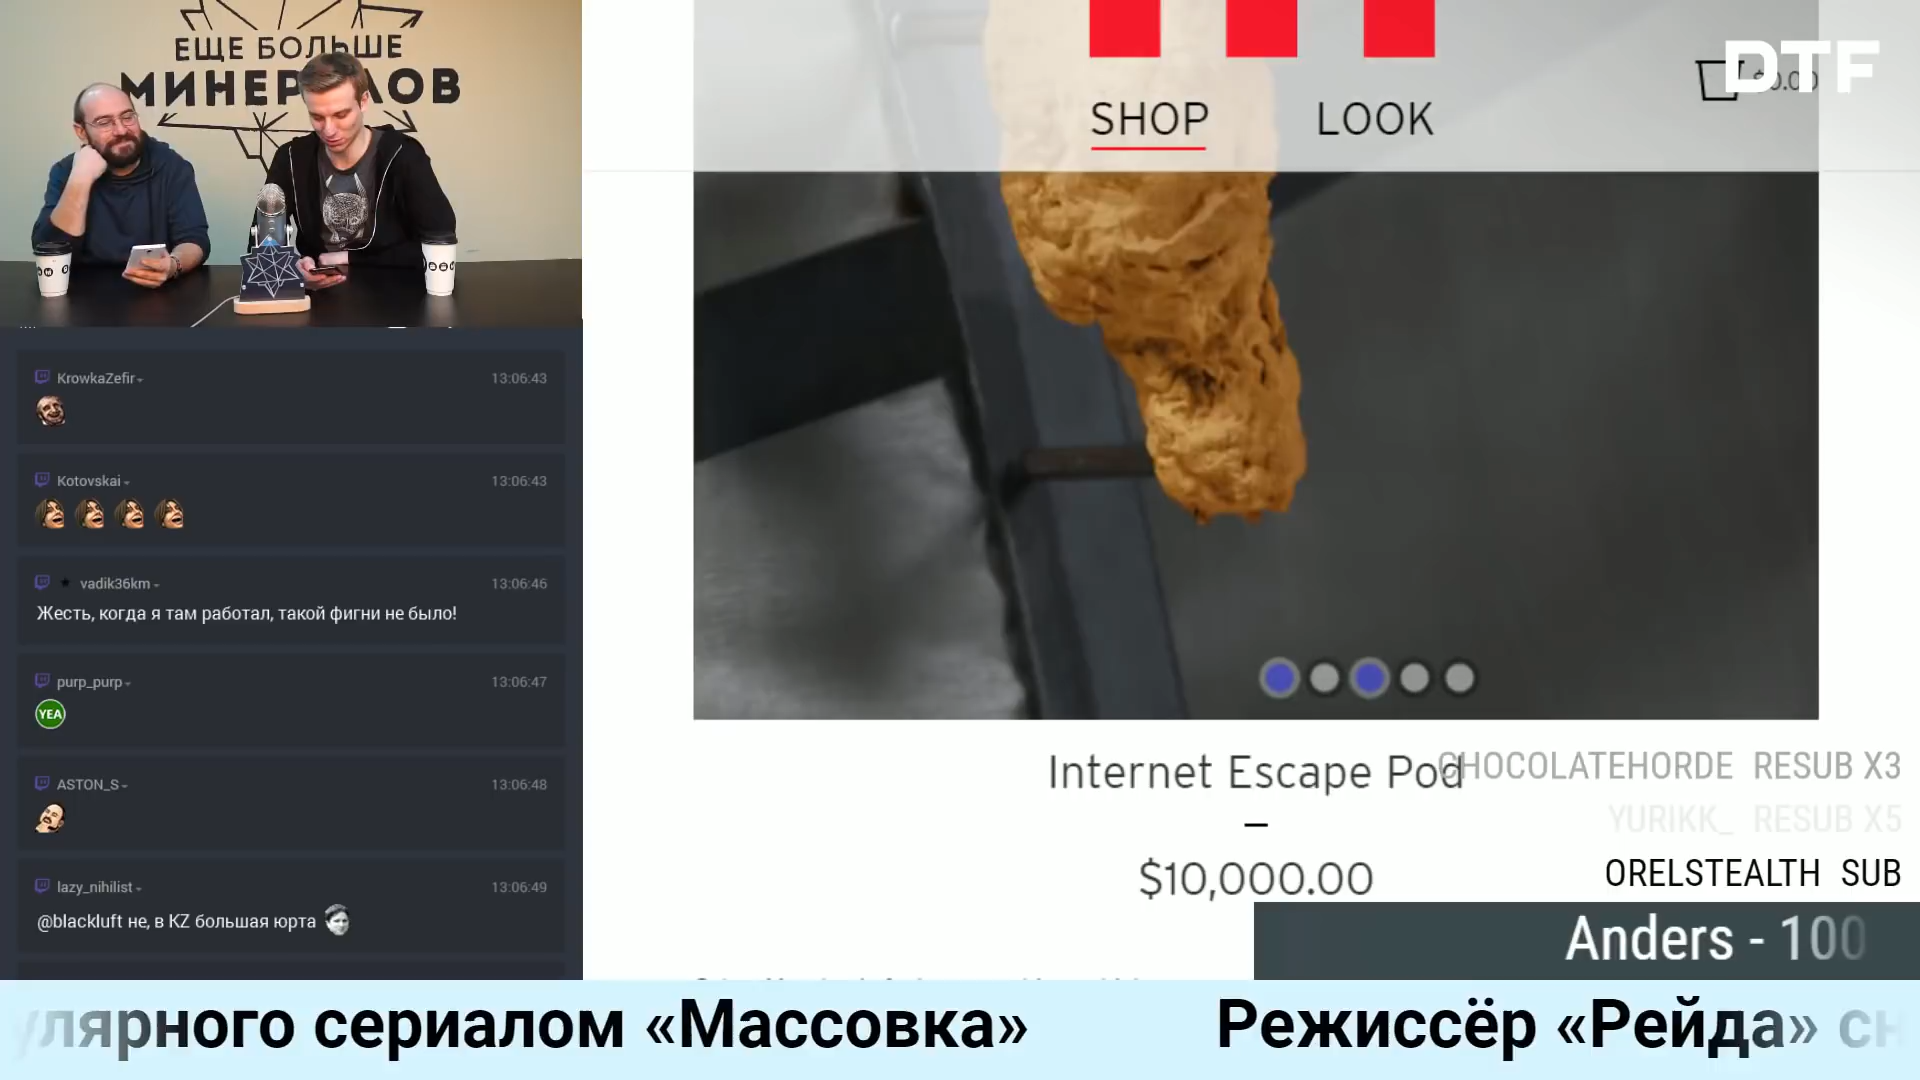 ЕЩЕ БОЛЬШЕ
SHOP
LOOK
DTF
$0.00
KrowkaZefir
13:06:43
Kotovskai
13:06:43
vadik36km
13:06:46
Жесть, когда я там работал, такой фигни не было!
purp_purp
13:06:47
YEA
ASTON_S
13:06:48
lazy_nihilist
13:06:49
@blackluft не, в KZ большая юрта
Internet Escape Pod
–
$10,000.00
CHOCOLATEHORDE RESUB X3
YURIKK_ RESUB X5
ORELSTEALTH SUB
Anders - 100
улярного сериалом «Массовка»
Режиссёр «Рейда» сн